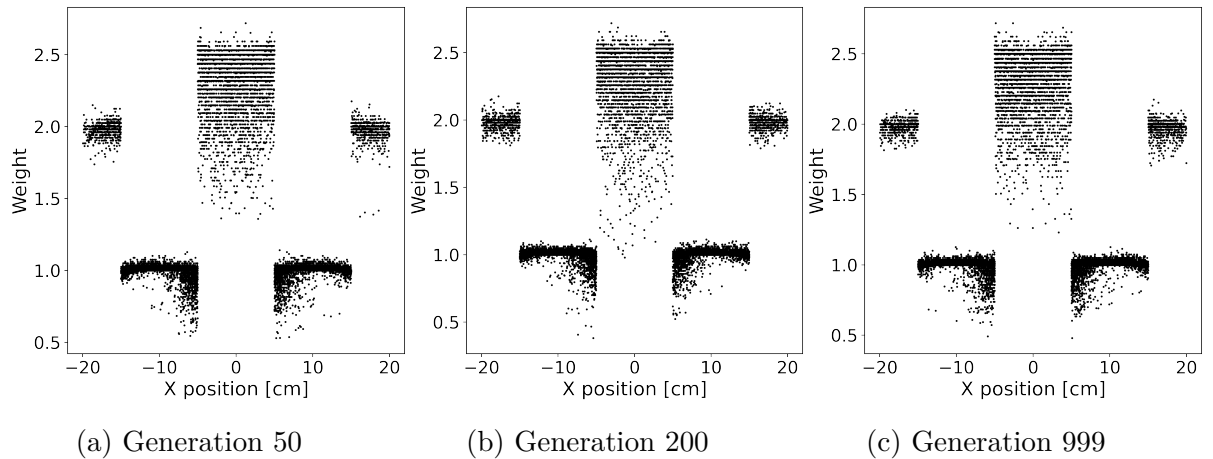 2.5
2.0
1.5
1.0
0.5
Weight
−20 −10 0 10 20
X position [cm]
(a) Generation 50
2.5
2.0
1.5
1.0
0.5
Weight
−20 −10 0 10 20
X position [cm]
(b) Generation 200
2.5
2.0
1.5
1.0
0.5
Weight
−20 −10 0 10 20
X position [cm]
(c) Generation 999